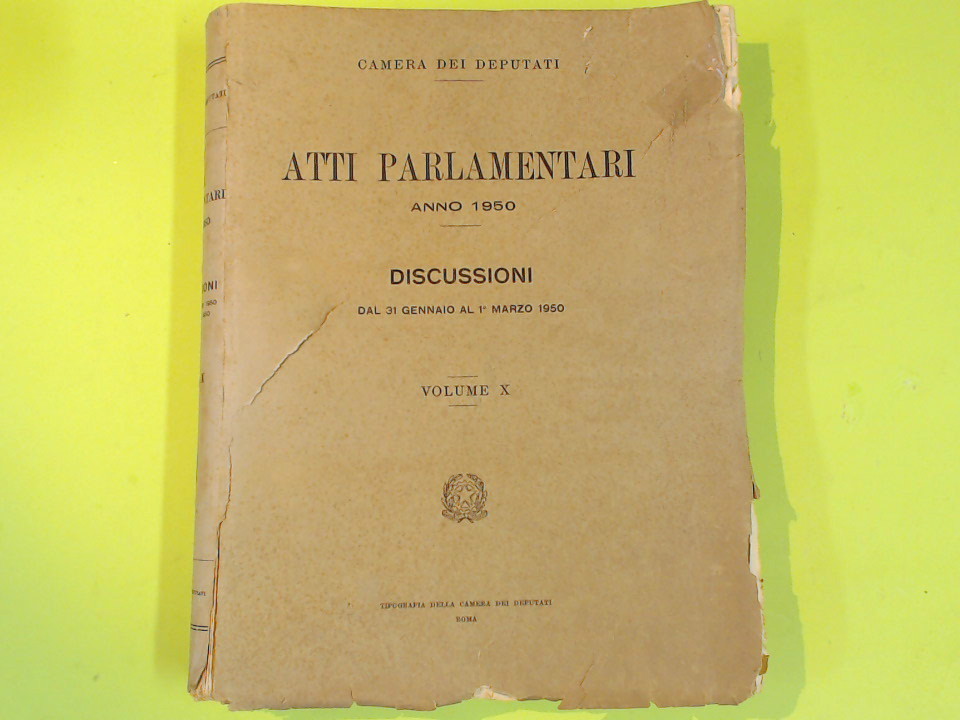 CAMERA DEI DEPUTATI
ATTI PARLAMENTARI
ANNO 1950
DISCUSSIONI
DAL 31 GENNAIO AL 1° MARZO 1950
VOLUME X
TIPOGRAFIA DELLA CAMERA DEI DEPUTATI
ROMA